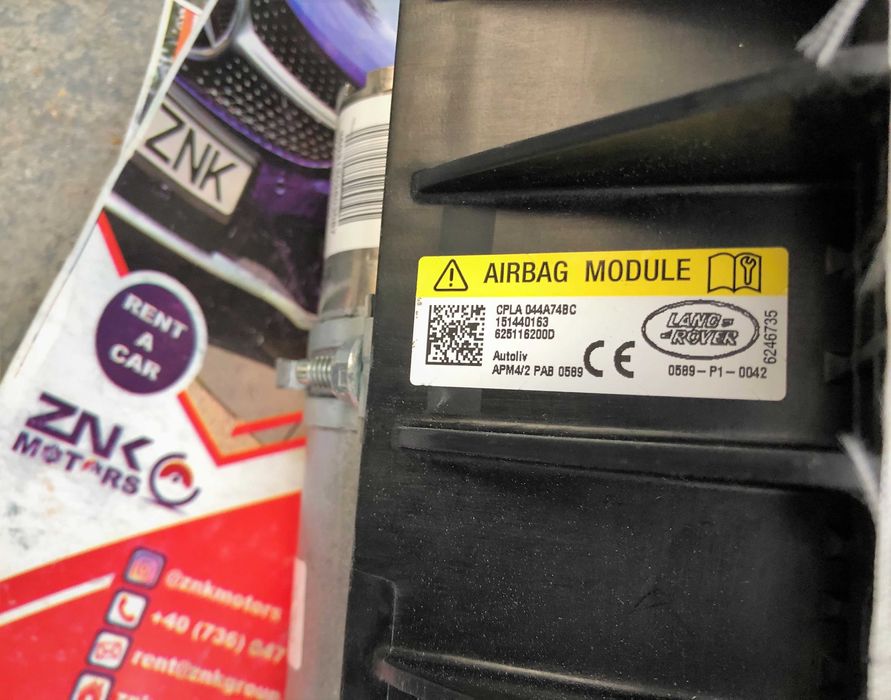 ZNK
RENT
A
CAR
ZNK
MOTORS
@znkmotors
+40 (736) 047
rent@znkgroup
AIRBAG MODULE
CPLA 044A74BC
151440163
625116200D
Autoliv
APM4/2 PAB 0589
CE
LAND
ROVER
0589-P1-0042
6246735